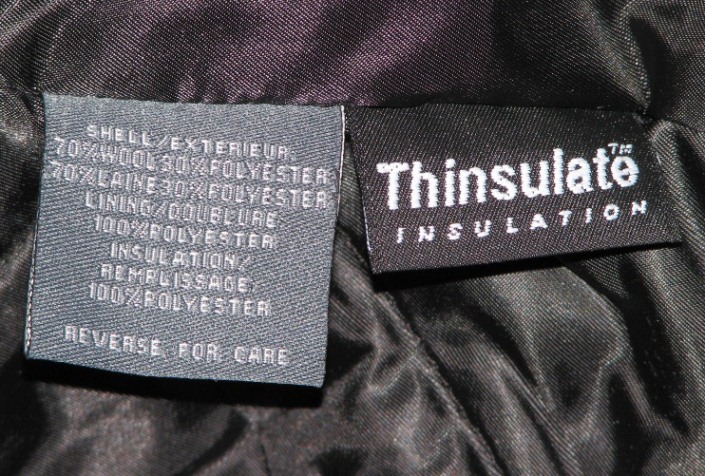 SHELL/EXTERIEUR
70%WOOL30%POLYESTER
70%LAINE30%POLYESTER
LINING/DOUBLURE
100%POLYESTER
INSULATION/
REMPLISSAGE
100%POLYESTER
REVERSE FOR CARE
Thinsulate™
INSULATION